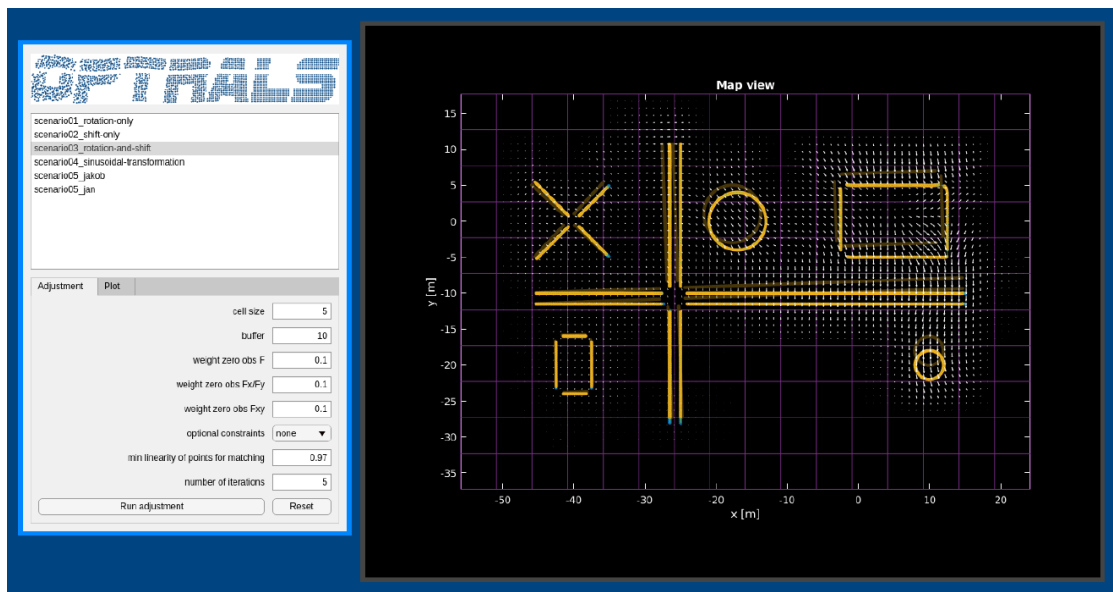 OPTRALS
scenario01_rotation-only
scenario02_shift-only
scenario03_rotation-and-shift
scenario04_sinusoidal-transformation
scenario05_jakob
scenario05_jan
Adjustment Plot
cell size 5
buffer 10
weight zero obs F 0.1
weight zero obs Fx/Fy 0.1
weight zero obs Fxy 0.1
optional constraints none
min linearity of points for matching 0.97
number of iterations 5
Run adjustment Reset
Map view
15
10
5
0
-5
-10
-15
-20
-25
-30
-35
y [m]
-50 -40 -30 -20 -10 0 10 20
x [m]